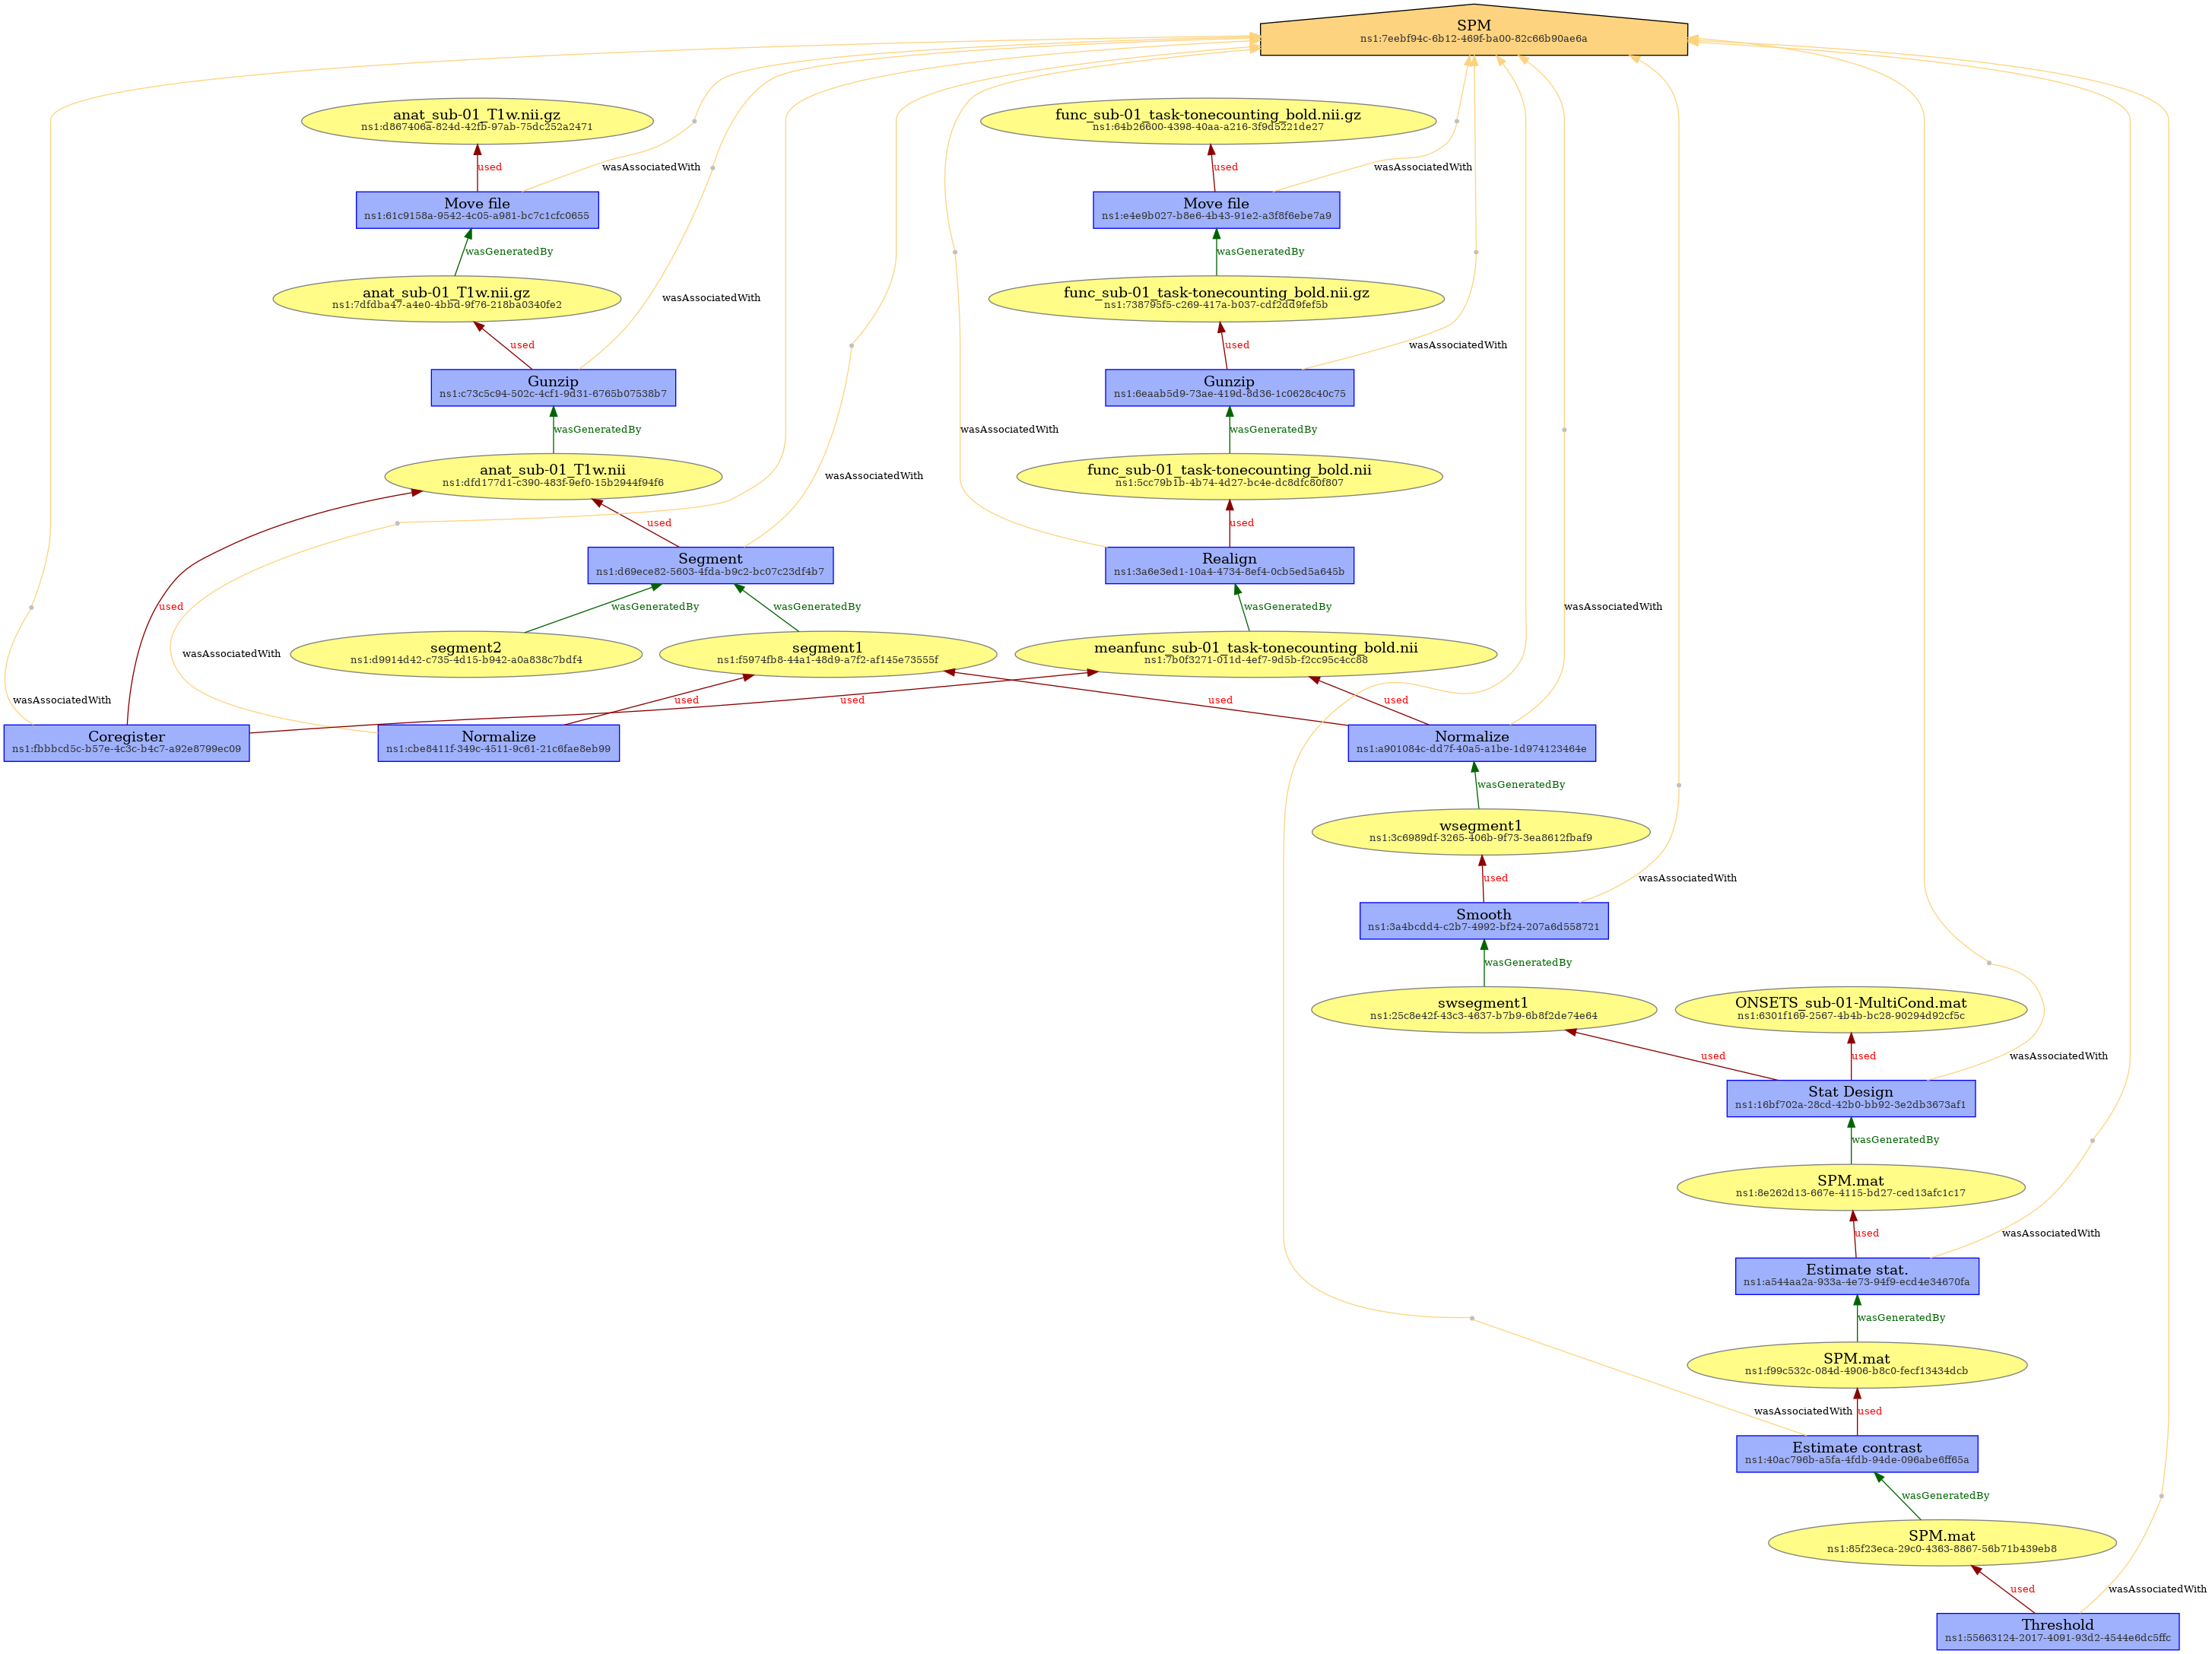 SPM
ns1:7eebf94c-6b12-469f-ba00-82c66b90ae6a
anat_sub-01_T1w.nii.gz
ns1:d867406a-824d-42fb-97ab-75dc252a2471
func_sub-01_task-tonecounting_bold.nii.gz
ns1:64b26600-4398-40aa-a216-3f9d5221de27
used
wasAssociatedWith
used
wasAssociatedWith
Move file
ns1:61c9158a-9542-4c05-a981-bc7c1cfc0655
Move file
ns1:e4e9b027-b8e6-4b43-91e2-a3f8f6ebe7a9
wasGeneratedBy
wasGeneratedBy
anat_sub-01_T1w.nii.gz
ns1:7dfdba47-a4e0-4bbd-9f76-218ba0340fe2
wasAssociatedWith
func_sub-01_task-tonecounting_bold.nii.gz
ns1:738795f5-c269-417a-b037-cdf2dd9fef5b
used
used
wasAssociatedWith
Gunzip
ns1:c73c5c94-502c-4cf1-9d31-6765b07538b7
Gunzip
ns1:6eaab5d9-73ae-419d-8d36-1c0628c40c75
wasGeneratedBy
wasAssociatedWith
wasGeneratedBy
anat_sub-01_T1w.nii
ns1:dfd177d1-c390-483f-9ef0-15b2944f94f6
wasAssociatedWith
func_sub-01_task-tonecounting_bold.nii
ns1:5cc79b1b-4b74-4d27-bc4e-dc8dfc80f807
used
used
Segment
ns1:d69ece82-5603-4fda-b9c2-bc07c23df4b7
Realign
ns1:3a6e3ed1-10a4-4734-8ef4-0cb5ed5a645b
used
wasGeneratedBy
wasGeneratedBy
wasGeneratedBy
wasAssociatedWith
wasAssociatedWith
segment2
ns1:d9914d42-c735-4d15-b942-a0a838c7bdf4
segment1
ns1:f5974fb8-44a1-48d9-a7f2-af145e73555f
meanfunc_sub-01_task-tonecounting_bold.nii
ns1:7b0f3271-011d-4ef7-9d5b-f2cc95c4cc88
wasAssociatedWith
used
used
used
used
Coregister
ns1:fbbbcd5c-b57e-4c3c-b4c7-a92e8799ec09
Normalize
ns1:cbe8411f-349c-4511-9c61-21c6fae8eb99
Normalize
ns1:a901084c-dd7f-40a5-a1be-1d974123464e
wasGeneratedBy
wsegment1
ns1:3c6989df-3265-406b-9f73-3ea8612fbaf9
used
wasAssociatedWith
Smooth
ns1:3a4bcdd4-c2b7-4992-bf24-207a6d558721
wasGeneratedBy
swsegment1
ns1:25c8e42f-43c3-4637-b7b9-6b8f2de74e64
ONSETS_sub-01-MultiCond.mat
ns1:6301f169-2567-4b4b-bc28-90294d92cf5c
used
used
wasAssociatedWith
Stat Design
ns1:16bf702a-28cd-42b0-bb92-3e2db3673af1
wasGeneratedBy
SPM.mat
ns1:8e262d13-667e-4115-bd27-ced13afc1c17
used
wasAssociatedWith
Estimate stat.
ns1:a544aa2a-933a-4e73-94f9-ecd4e34670fa
wasGeneratedBy
SPM.mat
ns1:f99c532c-084d-4906-b8c0-fecf13434dcb
wasAssociatedWith
used
Estimate contrast
ns1:40ac796b-a5fa-4fdb-94de-096abe6ff65a
wasGeneratedBy
SPM.mat
ns1:85f23eca-29c0-4363-8867-56b71b439eb8
used
wasAssociatedWith
Threshold
ns1:55663124-2017-4091-93d2-4544e6dc5ffc